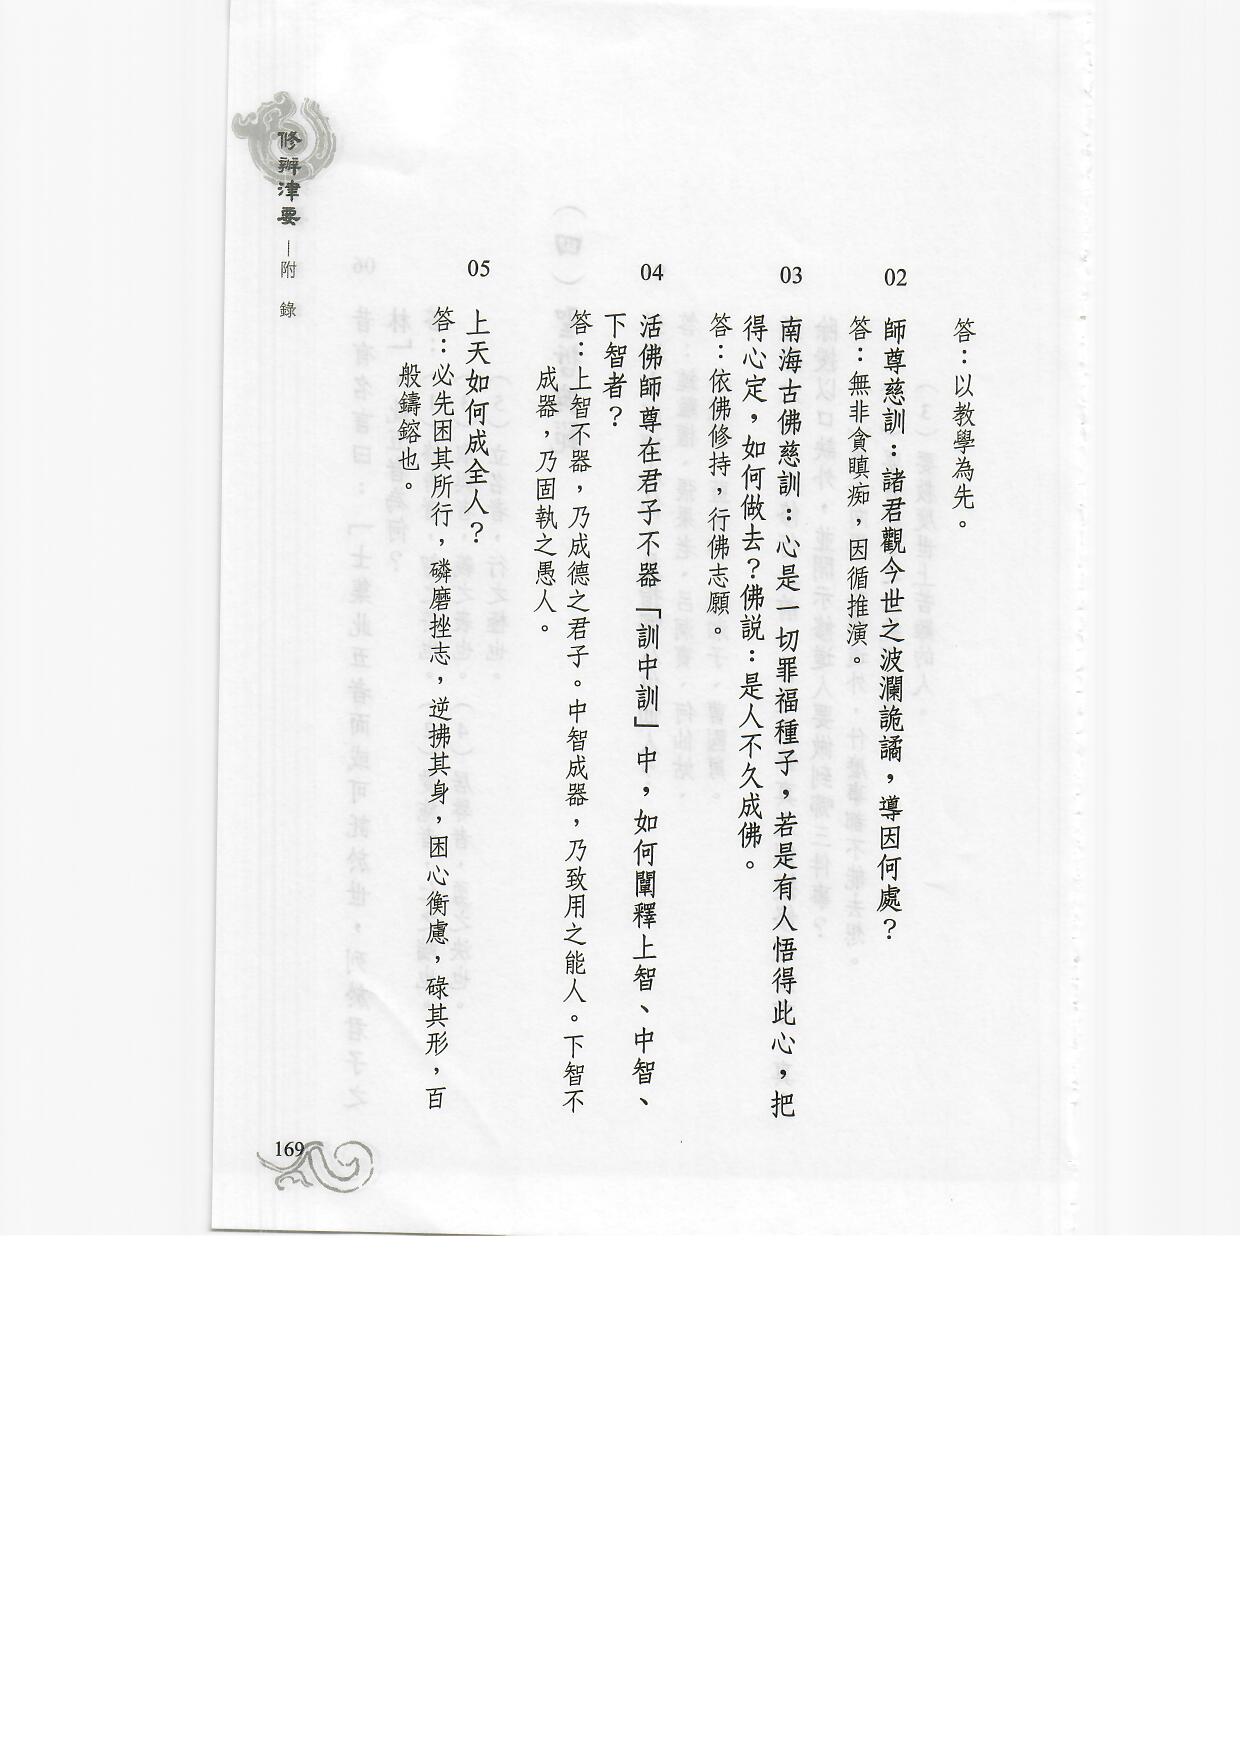 答：以教學為先。
02
師尊慈訓：諸君觀今世之波瀾詭譎，導因何處？
答：無非貪瞋痴，因循推演。
03
南海古佛慈訓：心是一切罪福種子，若是有人悟得此心，把
得心定，如何做去？佛說：是人不久成佛。
答：依佛修持，行佛志願。
04
活佛師尊在君子不器「訓中訓」中，如何闡釋上智、中智、
下智者？
答：上智不器，乃成德之君子。中智成器，乃致用之能人。下智不
成器，乃固執之愚人。
05
上天如何成全人？
答：必先困其所行，磷磨挫志，逆拂其身，困心衡慮，碌其形，百
般鑄鎔也。
修辦津要－附錄
169